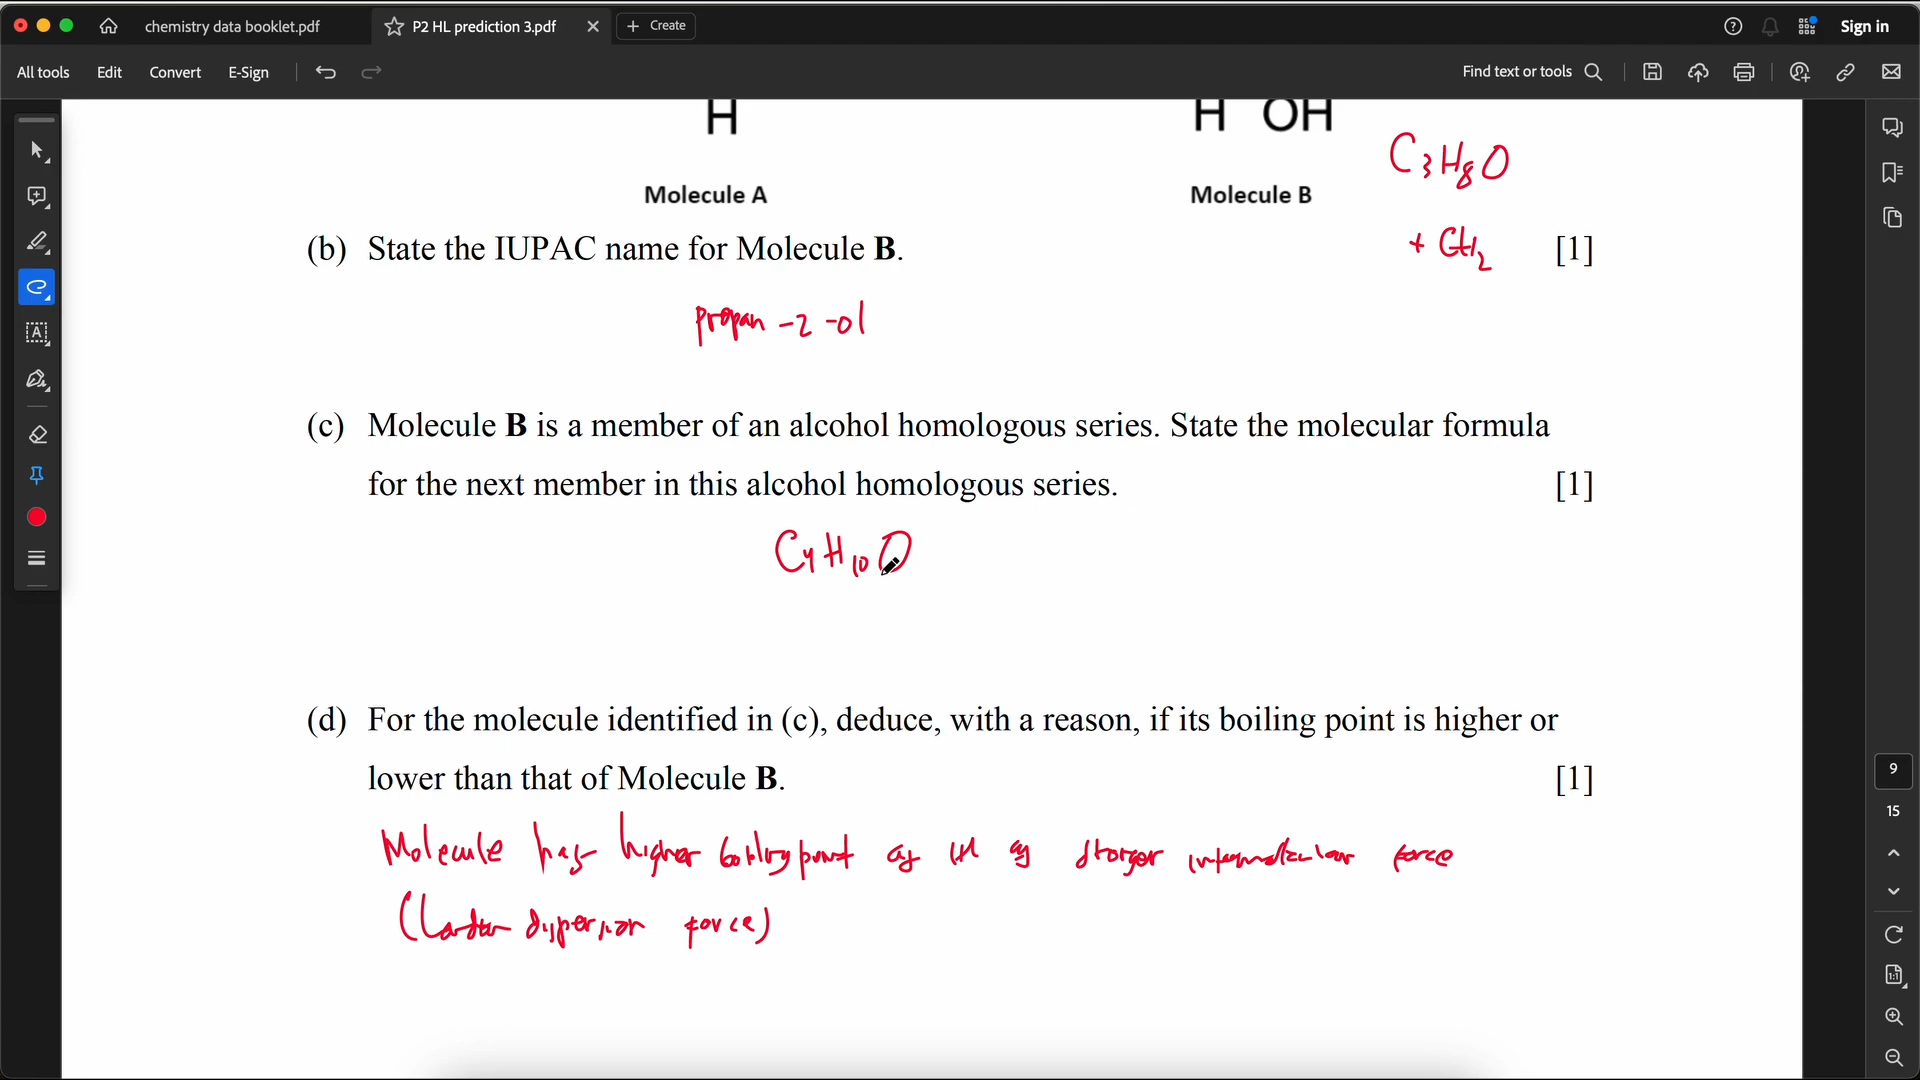 chemistry data booklet.pdf
P2 HL prediction 3.pdf
Create
Sign in
All tools
Edit
Convert
E-Sign
Find text or tools
H
H OH
C3H8O
Molecule A
Molecule B
+ CH2
(b) State the IUPAC name for Molecule B. [1]
propan -2 -ol
(c) Molecule B is a member of an alcohol homologous series. State the molecular formula
for the next member in this alcohol homologous series. [1]
C4H10O
(d) For the molecule identified in (c), deduce, with a reason, if its boiling point is higher or
lower than that of Molecule B. [1]
Molecule has higher boiling point as it has stronger intermolecular force
(London dispersion force)
9
15
1:1